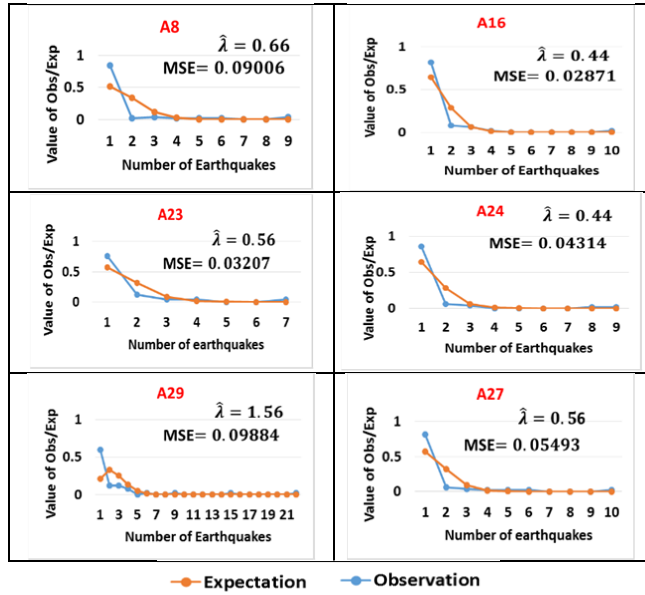 A8
λ̂ = 0.66
MSE= 0.09006
Value of Obs/Exp
1
0.5
0
1 2 3 4 5 6 7 8 9
Number of Earthquakes
A16
λ̂ = 0.44
MSE= 0.02871
Value of Obs/Exp
1
0.5
0
1 2 3 4 5 6 7 8 9 10
Number of Earthquakes
A23
λ̂ = 0.56
MSE= 0.03207
Value of Obs/Exp
1
0.5
0
1 2 3 4 5 6 7
Number of earthquakes
A24
λ̂ = 0.44
MSE= 0.04314
Value of Obs/Exp
1
0.5
0
1 2 3 4 5 6 7 8 9
Number of earthquakes
A29
λ̂ = 1.56
MSE= 0.09884
Value of Obs/Exp
1
0.5
0
1 3 5 7 9 11 13 15 17 19 21
Number of Earthquakes
A27
λ̂ = 0.56
MSE= 0.05493
Value of Obs/Exp
1
0.5
0
1 2 3 4 5 6 7 8 9 10
Number of earthquakes
Expectation Observation